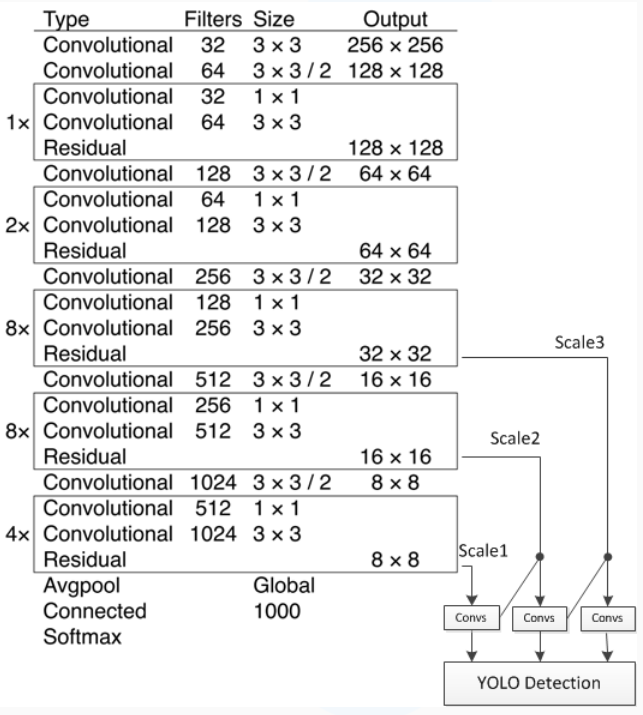 Type Filters Size Output
Convolutional 32 3 × 3 256 × 256
Convolutional 64 3 × 3 / 2 128 × 128
Convolutional 32 1 × 1
1× Convolutional 64 3 × 3
Residual 128 × 128
Convolutional 128 3 × 3 / 2 64 × 64
Convolutional 64 1 × 1
2× Convolutional 128 3 × 3
Residual 64 × 64
Convolutional 256 3 × 3 / 2 32 × 32
Convolutional 128 1 × 1
8× Convolutional 256 3 × 3
Residual 32 × 32
Scale3
Convolutional 512 3 × 3 / 2 16 × 16
Convolutional 256 1 × 1
8× Convolutional 512 3 × 3
Scale2
Residual 16 × 16
Convolutional 1024 3 × 3 / 2 8 × 8
Convolutional 512 1 × 1
4× Convolutional 1024 3 × 3
Residual 8 × 8
Scale1
Avgpool Global
Connected 1000
Softmax
Convs Convs Convs
YOLO Detection